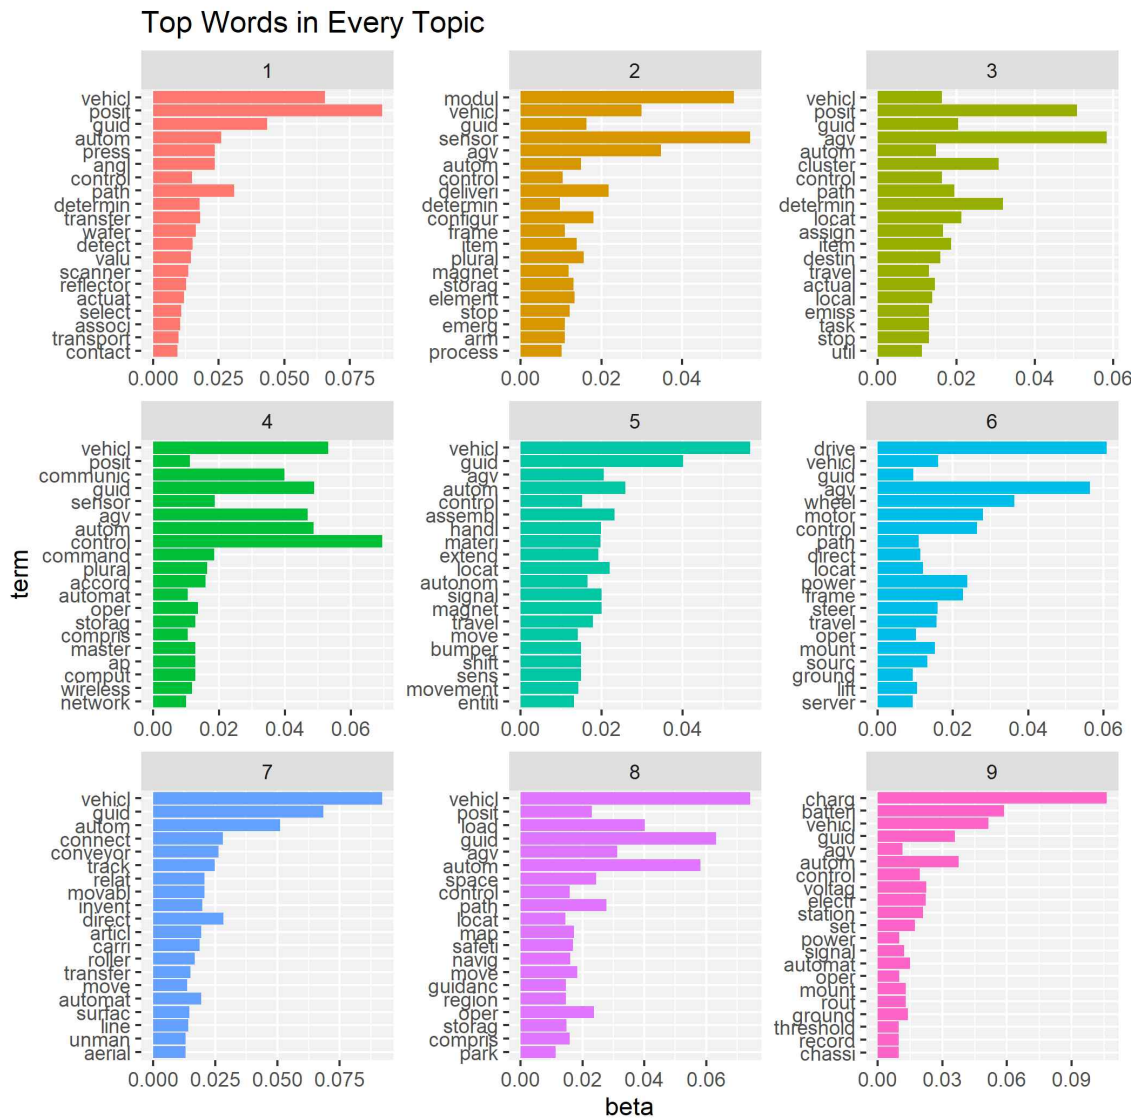 Top Words in Every Topic
1
vehicl
posit
guid
autom
press
angl
control
path
determin
transfer
wafer
detect
valu
scanner
reflector
actuat
select
associ
transport
contact
0.000 0.025 0.050 0.075
2
modul
vehicl
guid
sensor
agv
autom
control
deliveri
determin
configur
frame
item
plural
magnet
storag
element
stop
emerg
arm
process
0.00 0.02 0.04
3
vehicl
posit
guid
agv
autom
cluster
control
path
determin
locat
assign
item
destin
travel
actual
local
emiss
task
stop
util
0.00 0.02 0.04 0.06
term
4
vehicl
posit
communic
guid
sensor
agv
autom
control
command
plural
accord
automat
oper
storag
compris
master
ap
comput
wireless
network
0.00 0.02 0.04 0.06
5
vehicl
guid
agv
autom
control
assembl
handl
materi
extend
locat
autonom
signal
magnet
travel
move
bumper
shift
sens
movement
entiti
0.00 0.02 0.04
6
drive
vehicl
guid
agv
wheel
motor
control
path
direct
locat
power
frame
steer
travel
oper
mount
sourc
ground
lift
server
0.00 0.02 0.04 0.06
7
vehicl
guid
autom
connect
conveyor
track
relat
movabl
invent
direct
articl
carri
roller
transfer
move
automat
surfac
line
unman
aerial
0.000 0.025 0.050 0.075
8
vehicl
posit
load
guid
agv
autom
space
control
path
locat
map
safeti
navig
move
guidanc
region
oper
storag
compris
park
0.00 0.02 0.04 0.06
9
charg
batteri
vehicl
guid
agv
autom
control
voltag
electr
station
set
power
signal
automat
oper
mount
rout
ground
threshold
record
chassi
0.00 0.03 0.06 0.09
beta